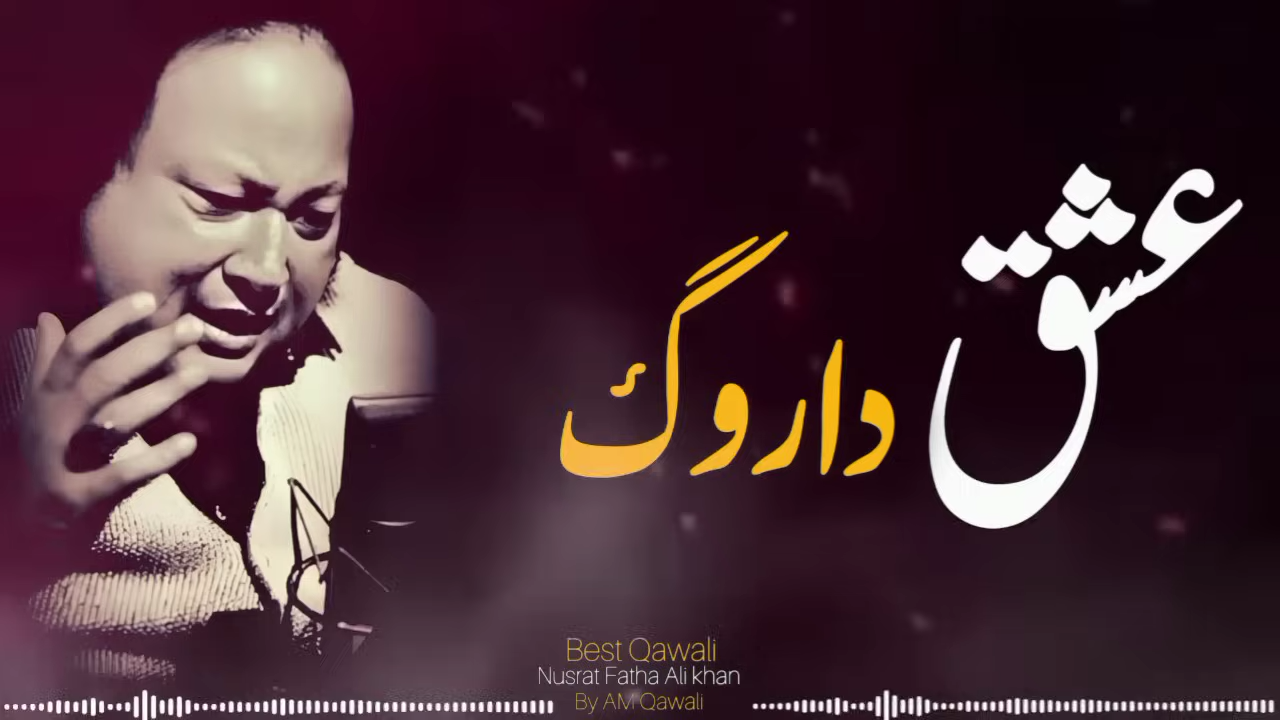 عشق
داروگ
Best Qawali
Nusrat Fatha Ali khan
By AM Qawali